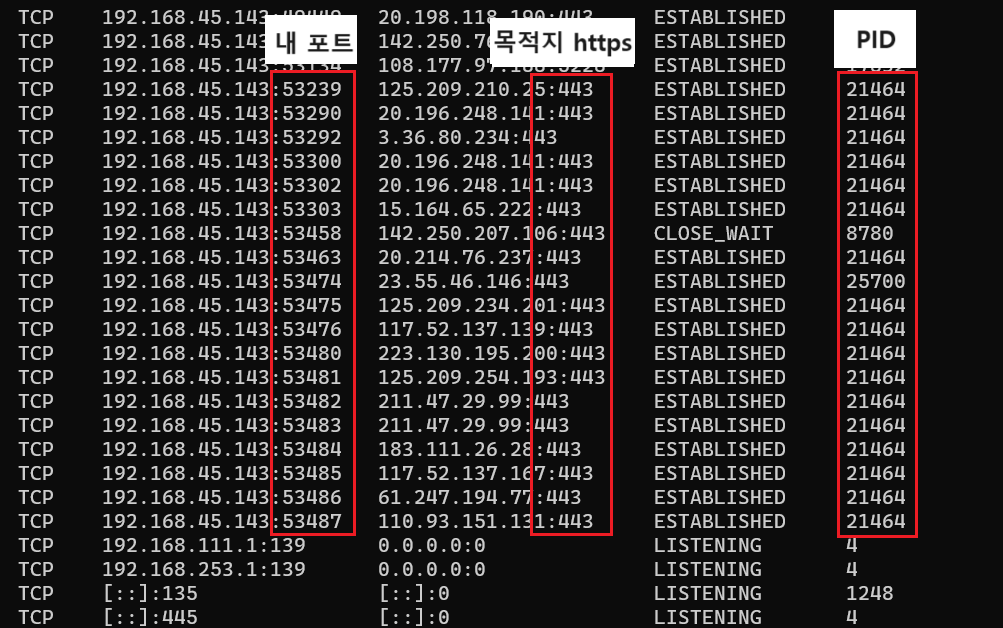 TCP 192.168.45.143 20.198.118.190:443 ESTABLISHED
내 포트 목적지 https PID
TCP 192.168.45.143 ESTABLISHED
TCP 192.168.45.143 ESTABLISHED
TCP 192.168.45.143:53239 125.209.210.25:443 ESTABLISHED 21464
TCP 192.168.45.143:53290 20.196.248.141:443 ESTABLISHED 21464
TCP 192.168.45.143:53292 3.36.80.234:443 ESTABLISHED 21464
TCP 192.168.45.143:53300 20.196.248.141:443 ESTABLISHED 21464
TCP 192.168.45.143:53302 20.196.248.141:443 ESTABLISHED 21464
TCP 192.168.45.143:53303 15.164.65.222:443 ESTABLISHED 21464
TCP 192.168.45.143:53458 142.250.207.106:443 CLOSE_WAIT 8780
TCP 192.168.45.143:53463 20.214.76.237:443 ESTABLISHED 21464
TCP 192.168.45.143:53474 23.55.46.146:443 ESTABLISHED 25700
TCP 192.168.45.143:53475 125.209.234.201:443 ESTABLISHED 21464
TCP 192.168.45.143:53476 117.52.137.139:443 ESTABLISHED 21464
TCP 192.168.45.143:53480 223.130.195.200:443 ESTABLISHED 21464
TCP 192.168.45.143:53481 125.209.254.193:443 ESTABLISHED 21464
TCP 192.168.45.143:53482 211.47.29.99:443 ESTABLISHED 21464
TCP 192.168.45.143:53483 211.47.29.99:443 ESTABLISHED 21464
TCP 192.168.45.143:53484 183.111.26.28:443 ESTABLISHED 21464
TCP 192.168.45.143:53485 117.52.137.167:443 ESTABLISHED 21464
TCP 192.168.45.143:53486 61.247.194.77:443 ESTABLISHED 21464
TCP 192.168.45.143:53487 110.93.151.131:443 ESTABLISHED 21464
TCP 192.168.111.1:139 0.0.0.0:0 LISTENING 4
TCP 192.168.253.1:139 0.0.0.0:0 LISTENING 4
TCP [::]:135 [::]:0 LISTENING 1248
TCP [::]:445 [::]:0 LISTENING 4